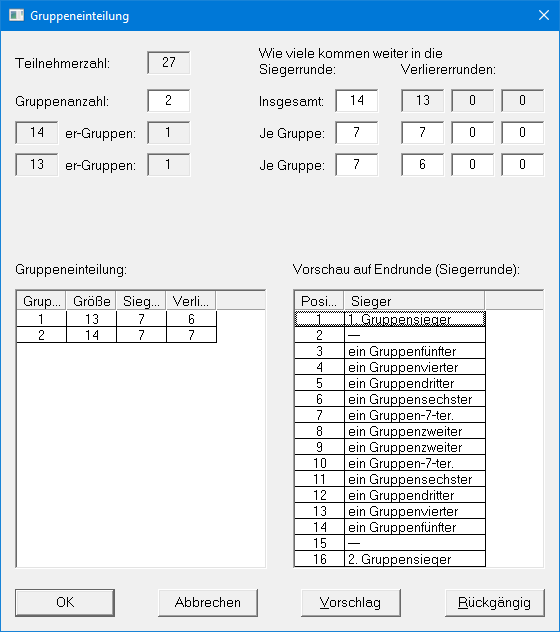 Gruppeneinteilung
Teilnehmerzahl: 27
Wie viele kommen weiter in die
Siegerrunde: Verliererrunden:
Gruppenanzahl: 2 Insgesamt: 14 13 0 0
14 er-Gruppen: 1 Je Gruppe: 7 7 0 0
13 er-Gruppen: 1 Je Gruppe: 7 6 0 0
Gruppeneinteilung: Vorschau auf Endrunde (Siegerrunde):
Grup... Größe Sieg... Verli...
1 13 7 6
2 14 7 7
Posi... Sieger
1 1. Gruppensieger
2 —
3 ein Gruppenfünfter
4 ein Gruppenvierter
5 ein Gruppendritter
6 ein Gruppensechster
7 ein Gruppen-7-ter.
8 ein Gruppenzweiter
9 ein Gruppenzweiter
10 ein Gruppen-7-ter.
11 ein Gruppensechster
12 ein Gruppendritter
13 ein Gruppenvierter
14 ein Gruppenfünfter
15 —
16 2. Gruppensieger
OK Abbrechen Vorschlag Rückgängig